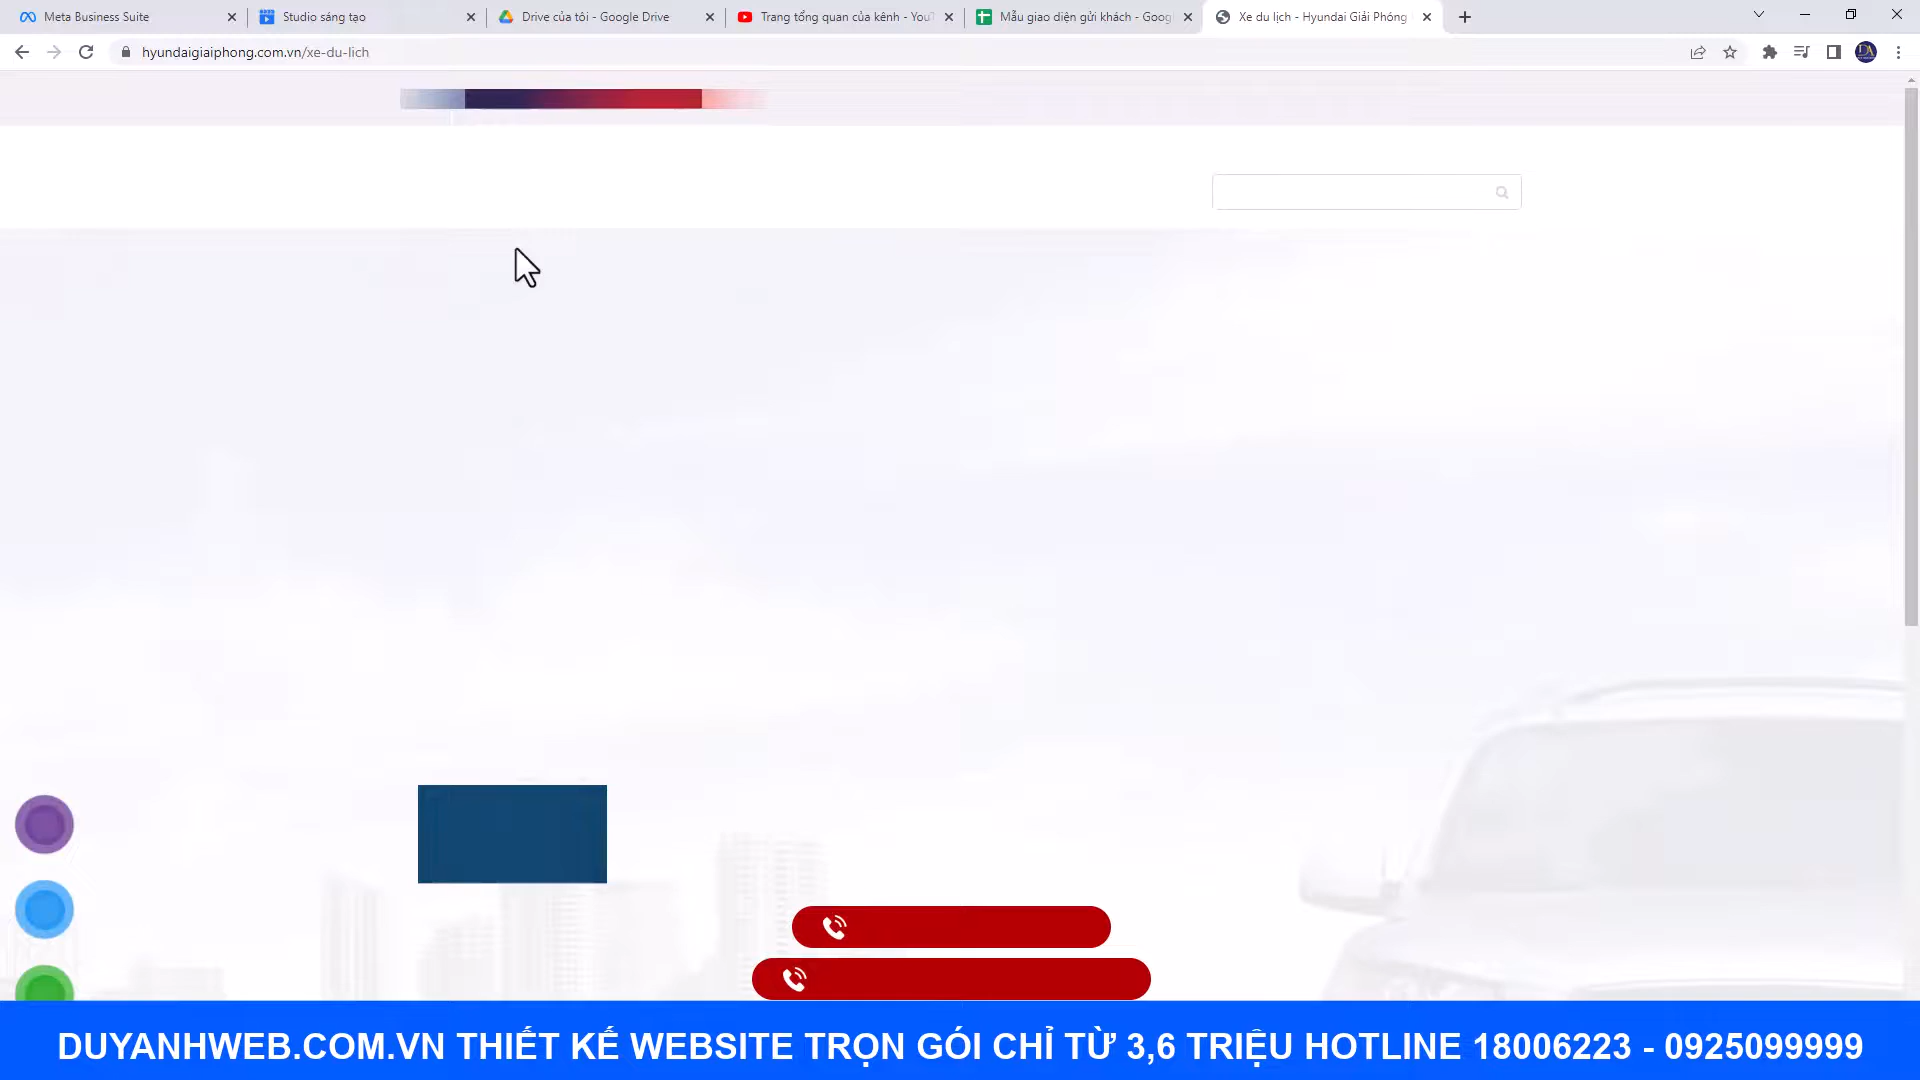 Meta Business Suite
Studio sáng tạo
Drive của tôi - Google Drive
Trang tổng quan của kênh - YouT
Mẫu giao diện gửi khách - Googl
Xe du lịch - Hyundai Giải Phóng
hyundaigiaiphong.com.vn/xe-du-lich
DUYANHWEB.COM.VN THIẾT KẾ WEBSITE TRỌN GÓI CHỈ TỪ 3,6 TRIỆU HOTLINE 18006223 - 0925099999